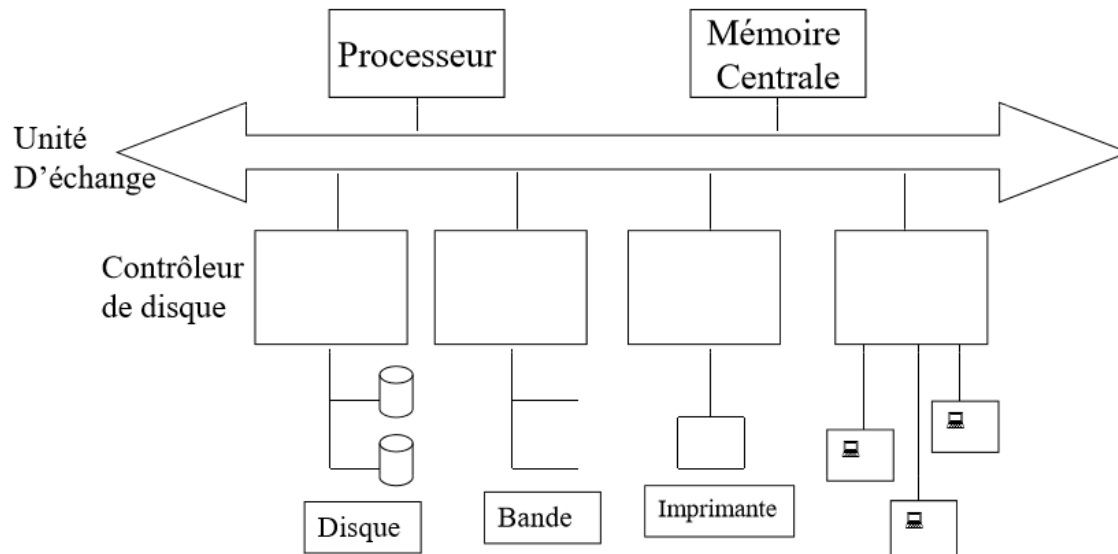 Processeur
Mémoire
Centrale
Unité
D’échange
Contrôleur
de disque
Disque
Bande
Imprimante